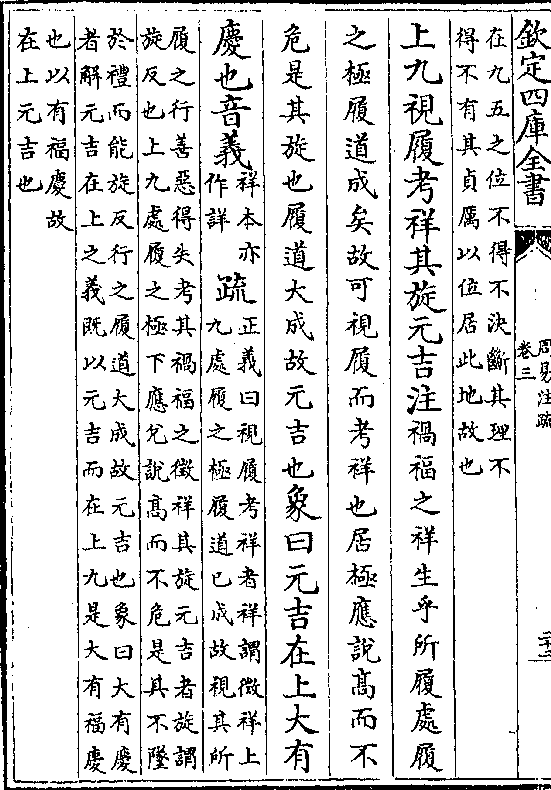 欽定四庫全書
周易注疏
卷三
二十三
在九五之位不得不決斷其理不
得不有其貞厲以位居此地故也
上九視履考祥其旋元吉注禍福之祥生乎所履處履
之極履道成矣故可視履而考祥也居極應說髙而不
危是其旋也履道大成故元吉也象曰元吉在上大有
慶也音義祥本亦
作詳
疏正義曰視履考祥者祥謂徵祥上
九處履之極履道已成故視其所
履之行善惡得失考其禍福之徵祥其旋元吉者旋謂
旋反也上九處履之極下應兊說髙而不危是其不墜
於禮而能旋反行之履道大成故元吉也象曰大有慶
者解元吉在上之義既以元吉而在上九是大有福慶
也以有福慶故
在上元吉也